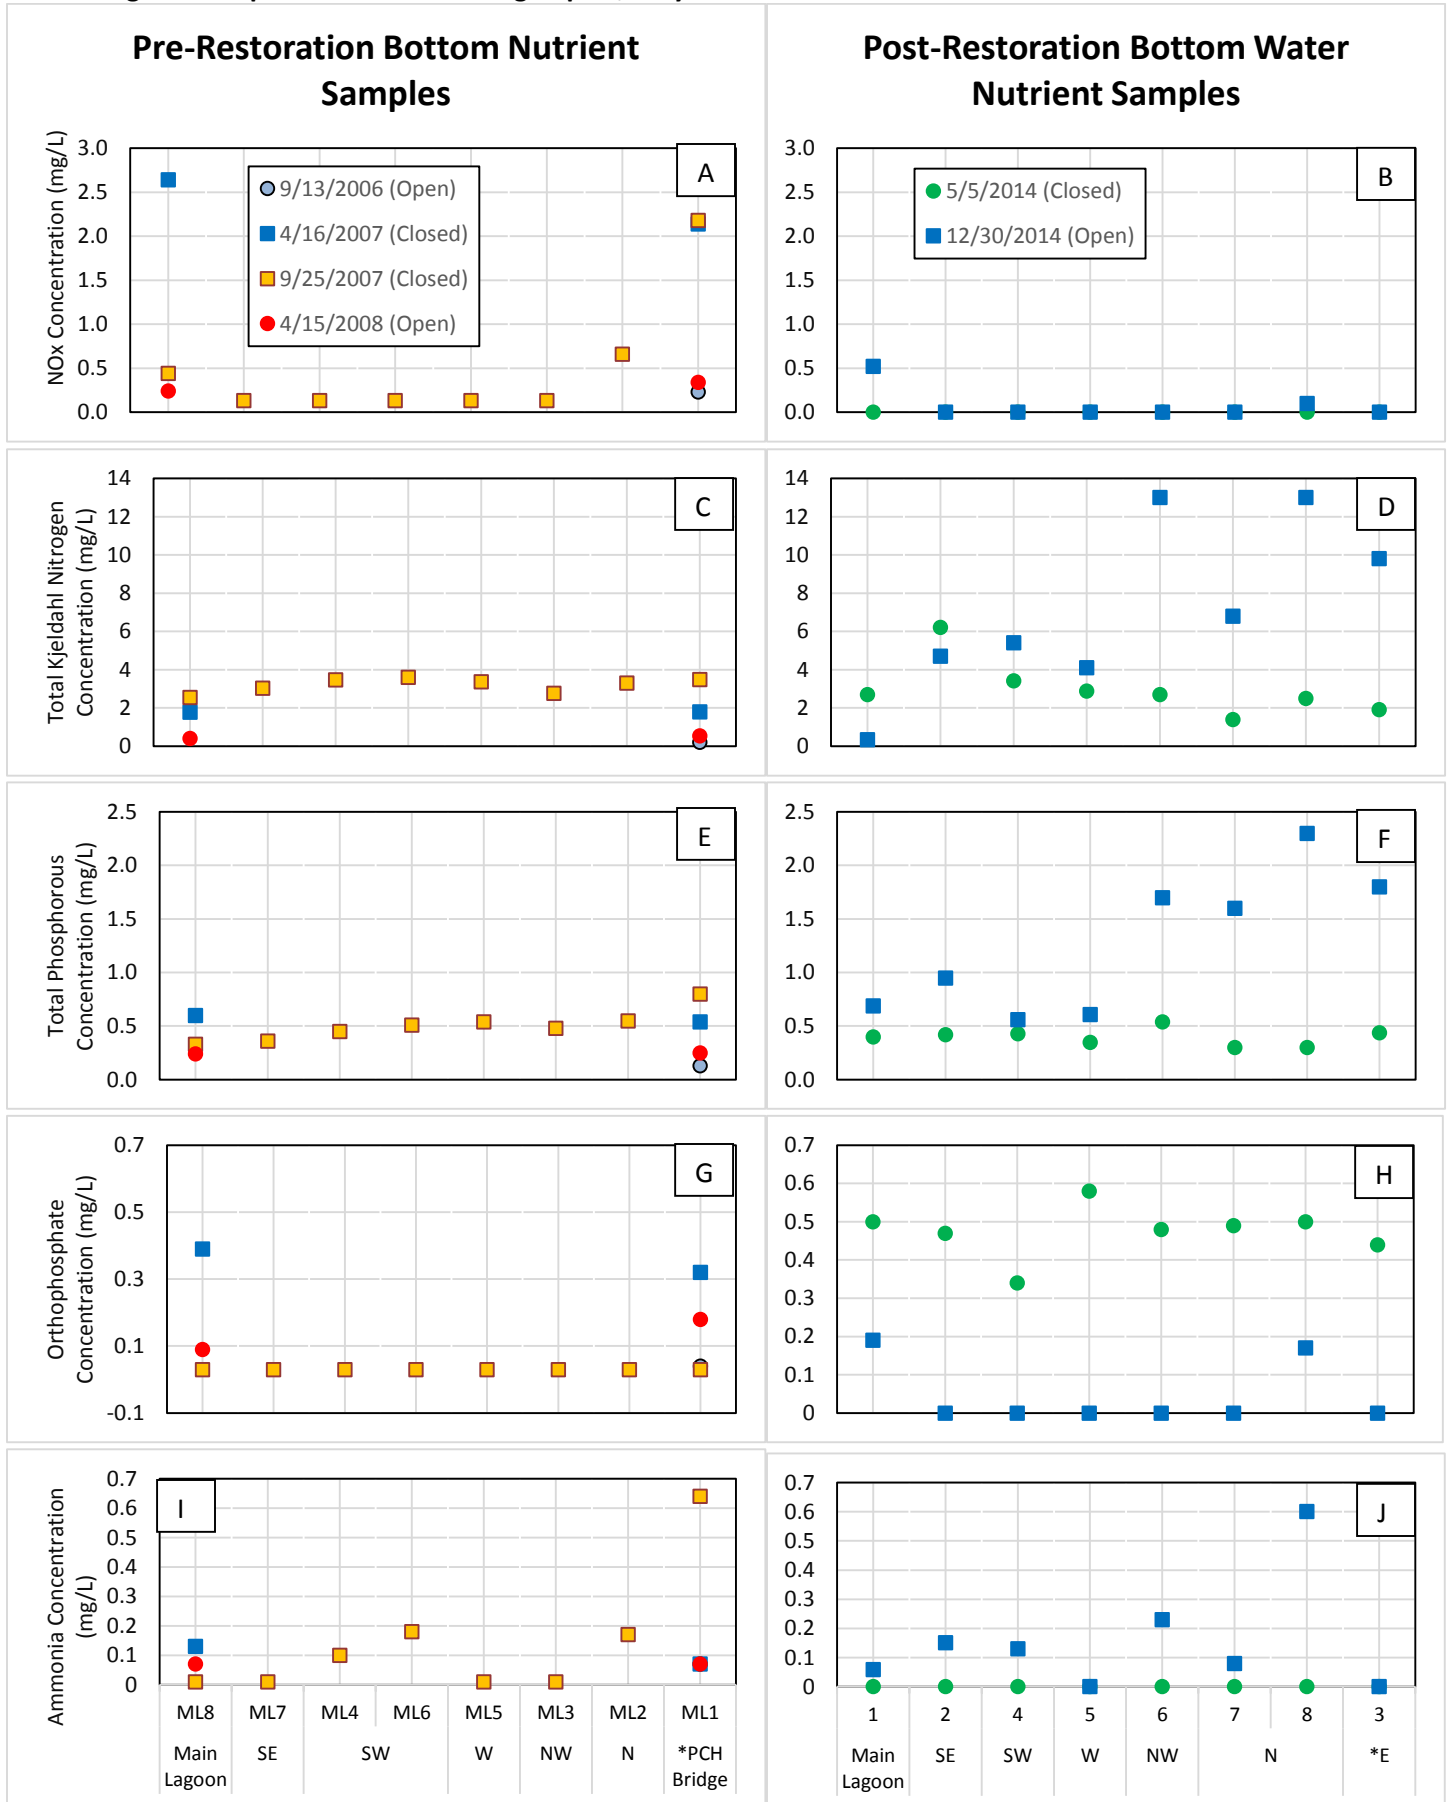 Pre-Restoration Bottom Nutrient
Samples
Post-Restoration Bottom Water
Nutrient Samples
NOx Concentration (mg/L)
3.0
2.5
2.0
1.5
1.0
0.5
0.0
9/13/2006 (Open)
4/16/2007 (Closed)
9/25/2007 (Closed)
4/15/2008 (Open)
A
3.0
2.5
2.0
1.5
1.0
0.5
0.0
5/5/2014 (Closed)
12/30/2014 (Open)
B
Total Kjeldahl Nitrogen
Concentration (mg/L)
14
12
10
8
6
4
2
0
C
14
12
10
8
6
4
2
0
D
Total Phosphorous
Concentration (mg/L)
2.5
2.0
1.5
1.0
0.5
0.0
E
2.5
2.0
1.5
1.0
0.5
0.0
F
Orthophosphate
Concentration (mg/L)
0.7
0.5
0.3
0.1
-0.1
G
0.7
0.6
0.5
0.4
0.3
0.2
0.1
0
H
Ammonia Concentration
(mg/L)
0.7
0.6
0.5
0.4
0.3
0.2
0.1
0
I
ML8 ML7 ML4 ML6 ML5 ML3 ML2 ML1
Main Lagoon SE SW W NW N *PCH Bridge
0.7
0.6
0.5
0.4
0.3
0.2
0.1
0
J
1 2 4 5 6 7 8 3
Main Lagoon SE SW W NW N *E